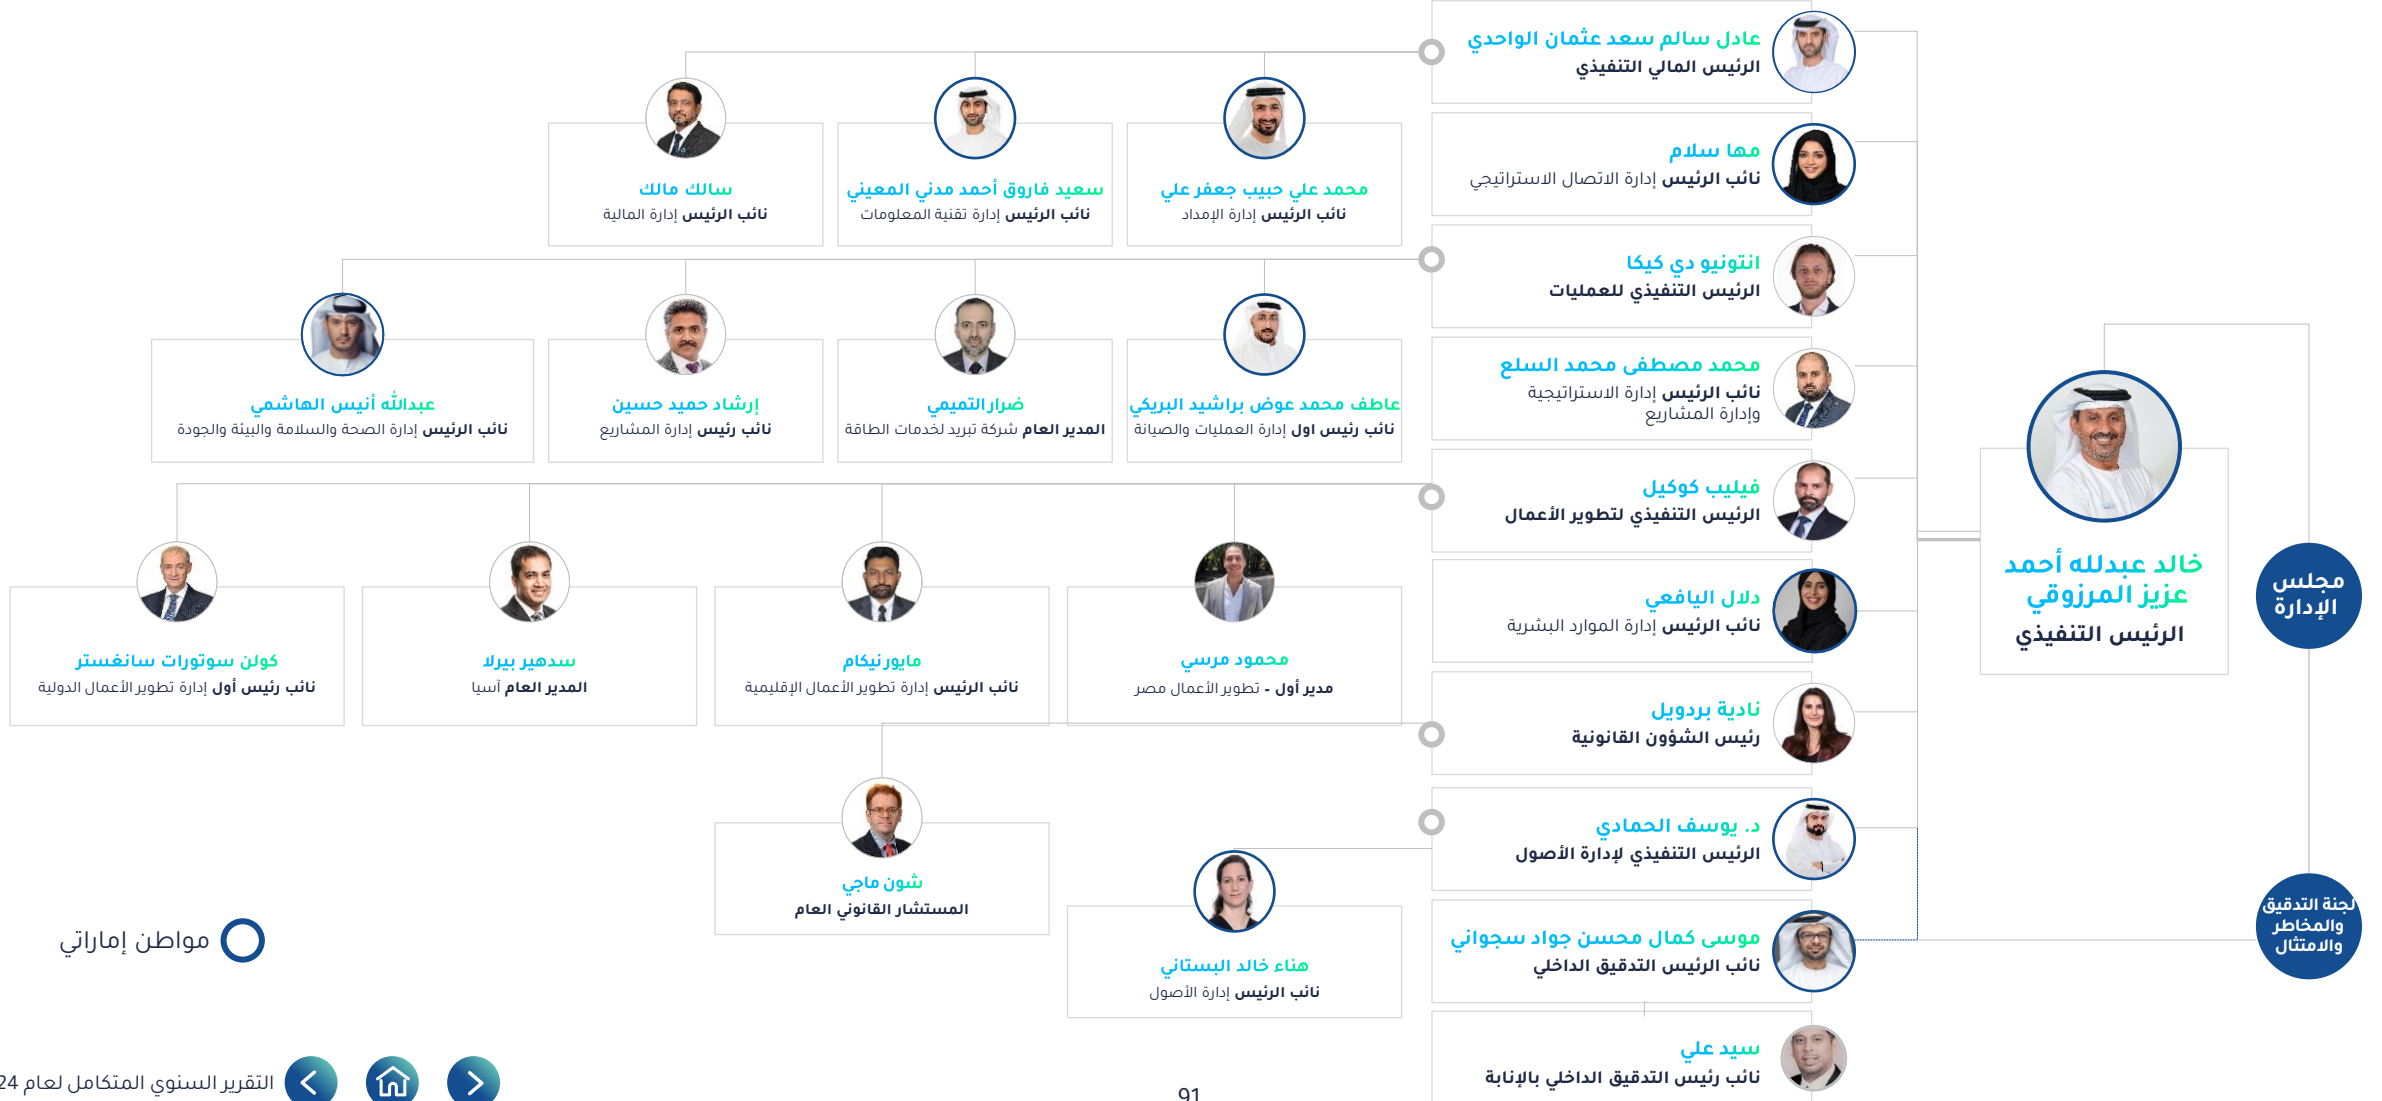 مجلس
الإدارة
لجنة التدقيق
والمخاطر
والامتثال
خالد عبدلله أحمد
عزيز المرزوقي
الرئيس التنفيذي
عادل سالم سعد عثمان الواحدي
الرئيس المالي التنفيذي
محمد علي حبيب جعفر علي
نائب الرئيس إدارة الإمداد
سعيد فاروق أحمد مدني المعيني
نائب الرئيس إدارة تقنية المعلومات
سالك مالك
نائب الرئيس إدارة المالية
مها سلام
نائب الرئيس إدارة الاتصال الاستراتيجي
انتونيو دي كيكا
الرئيس التنفيذي للعمليات
عاطف محمد عوض براشيد البريكي
نائب رئيس اول إدارة العمليات والصيانة
ضرار التميمي
المدير العام شركة تبريد لخدمات الطاقة
إرشاد حميد حسين
نائب رئيس إدارة المشاريع
عبدالله أنيس الهاشمي
نائب الرئيس إدارة الصحة والسلامة والبيئة والجودة
محمد مصطفى محمد السلع
نائب الرئيس إدارة الاستراتيجية
وإدارة المشاريع
فيليب كوكيل
الرئيس التنفيذي لتطوير الأعمال
محمود مرسي
مدير أول - تطوير الأعمال مصر
مايور نيكام
نائب الرئيس إدارة تطوير الأعمال الإقليمية
سدهير بيرلا
المدير العام آسيا
كولن سوتورات سانغستر
نائب رئيس أول إدارة تطوير الأعمال الدولية
دلال اليافعي
نائب الرئيس إدارة الموارد البشرية
نادية بردويل
رئيس الشؤون القانونية
شون ماجي
المستشار القانوني العام
د. يوسف الحمادي
الرئيس التنفيذي لإدارة الأصول
هناء خالد البستاني
نائب الرئيس إدارة الأصول
موسى كمال محسن جواد سجواني
نائب الرئيس التدقيق الداخلي
سيد علي
نائب رئيس التدقيق الداخلي بالإنابة
مواطن إماراتي
91
التقرير السنوي المتكامل لعام 24